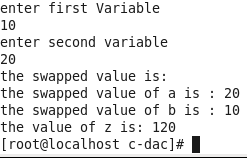 enter first Variable
10
enter second variable
20
the swapped value is:
the swapped value of a is : 20
the swapped value of b is : 10
the value of z is: 120
[root@localhost c-dac]#